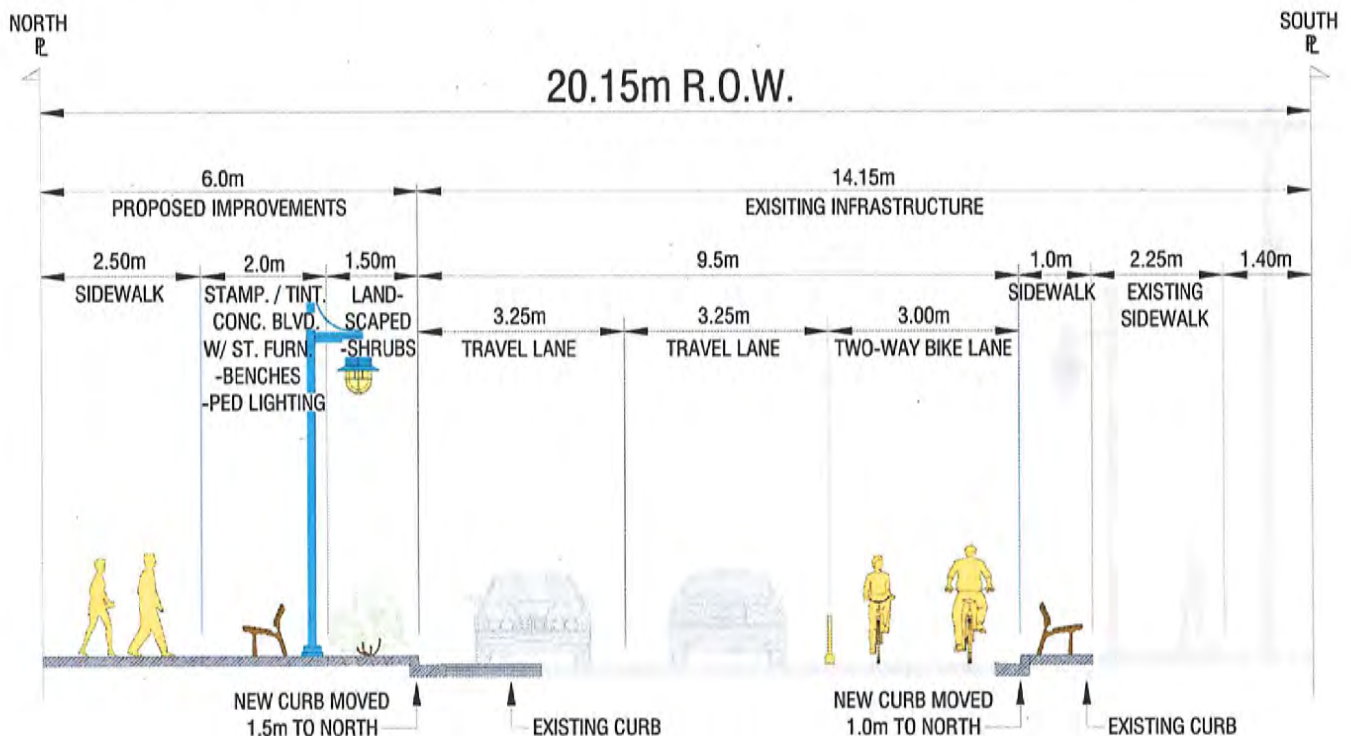 NORTH
PL
SOUTH
PL
20.15m R.O.W.
6.0m
PROPOSED IMPROVEMENTS
14.15m
EXISITING INFRASTRUCTURE
2.50m
SIDEWALK
2.0m
STAMP. / TINT.
CONC. BLVD.
W/ ST. FURN.
-BENCHES
-PED LIGHTING
1.50m
LAND-
SCAPED
-SHRUBS
9.5m
3.25m
TRAVEL LANE
3.25m
TRAVEL LANE
3.00m
TWO-WAY BIKE LANE
1.0m
SIDEWALK
2.25m
EXISTING
SIDEWALK
1.40m
NEW CURB MOVED
1.5m TO NORTH
EXISTING CURB
NEW CURB MOVED
1.0m TO NORTH
EXISTING CURB